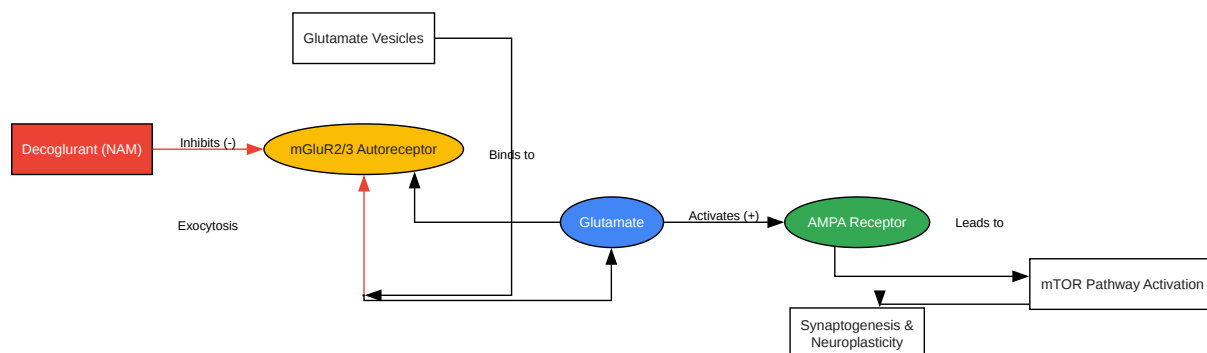 Glutamate Vesicles
Decoglurant (NAM)
Inhibits (-)
mGluR2/3 Autoreceptor
Binds to
Exocytosis
Glutamate
Activates (+)
AMPA Receptor
Leads to
mTOR Pathway Activation
Synaptogenesis &
Neuroplasticity